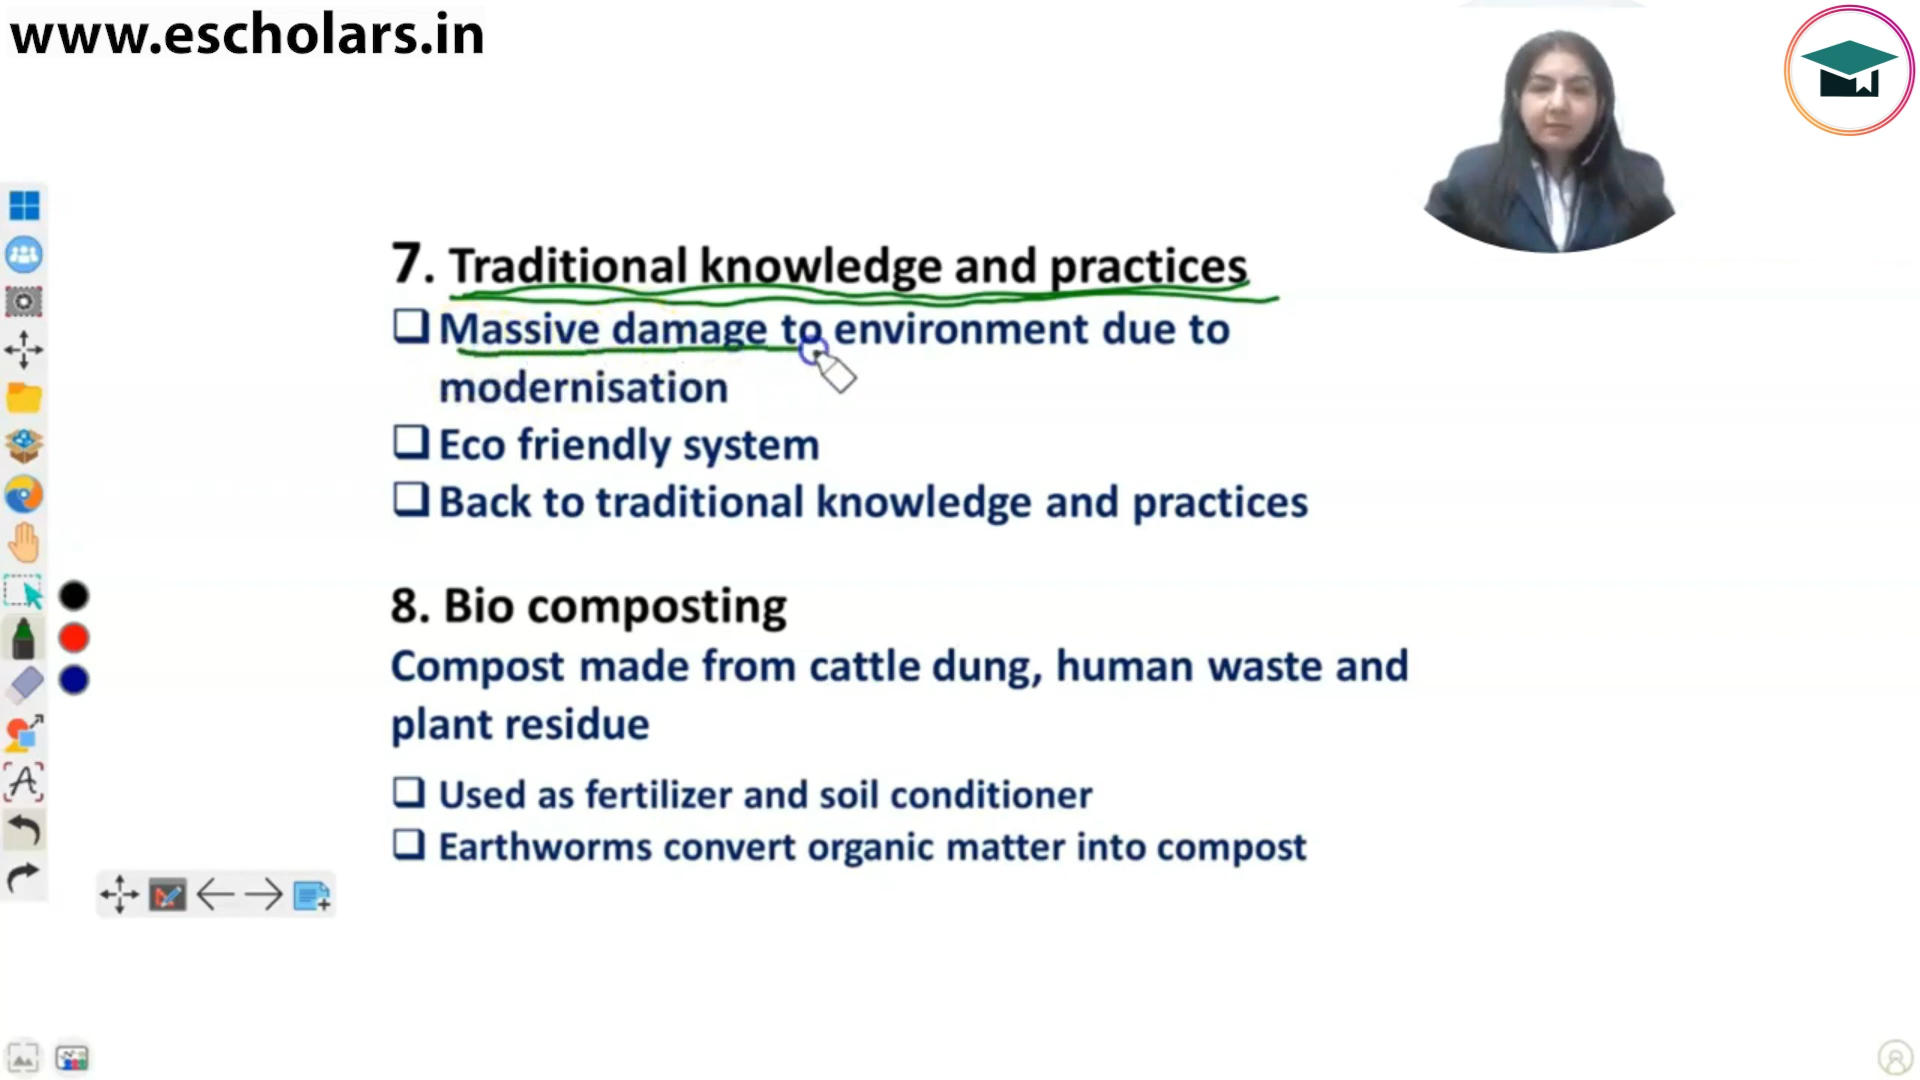 www.escholars.in
7. Traditional knowledge and practices
Massive damage to environment due to
modernisation
Eco friendly system
Back to traditional knowledge and practices
8. Bio composting
Compost made from cattle dung, human waste and
plant residue
Used as fertilizer and soil conditioner
Earthworms convert organic matter into compost